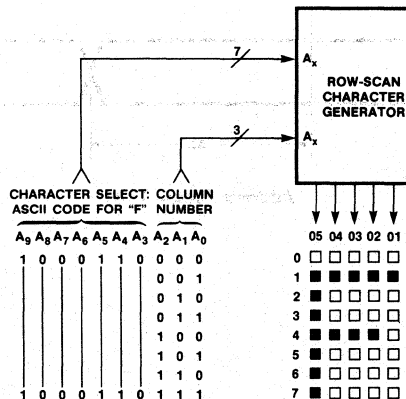 7
A_x
ROW-SCAN
CHARACTER
GENERATOR
3
A_x
CHARACTER SELECT: COLUMN
ASCII CODE FOR "F" NUMBER
A9 A8 A7 A6 A5 A4 A3 A2 A1 A0
05 04 03 02 01
1 0 0 0 1 1 0 0 0 0 0
0 0 1 1
0 1 0 2
0 1 1 3
1 0 0 4
1 0 1 5
1 1 0 6
1 0 0 0 1 1 0 1 1 1 7